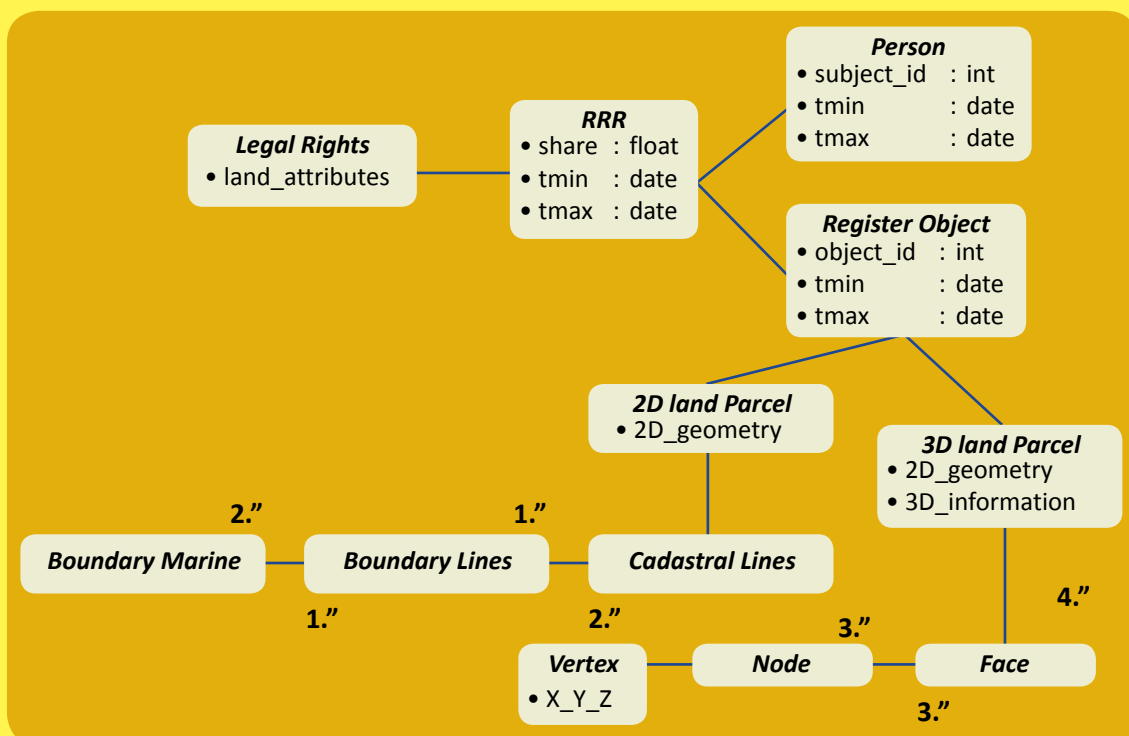 Person
• subject_id : int
• tmin : date
• tmax : date
RRR
• share : float
• tmin : date
• tmax : date
Legal Rights
• land_attributes
Register Object
• object_id : int
• tmin : date
• tmax : date
2D land Parcel
• 2D_geometry
3D land Parcel
• 2D_geometry
• 3D_information
2.”
1.”
Boundary Marine
Boundary Lines
Cadastral Lines
1.”
2.”
3.”
4.”
Vertex
• X_Y_Z
Node
Face
3.”